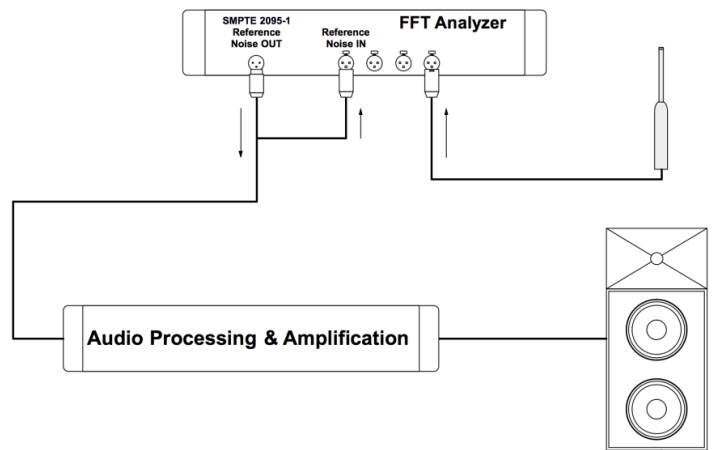 SMPTE 2095-1
Reference
Noise OUT
Reference
Noise IN
FFT Analyzer
Audio Processing & Amplification